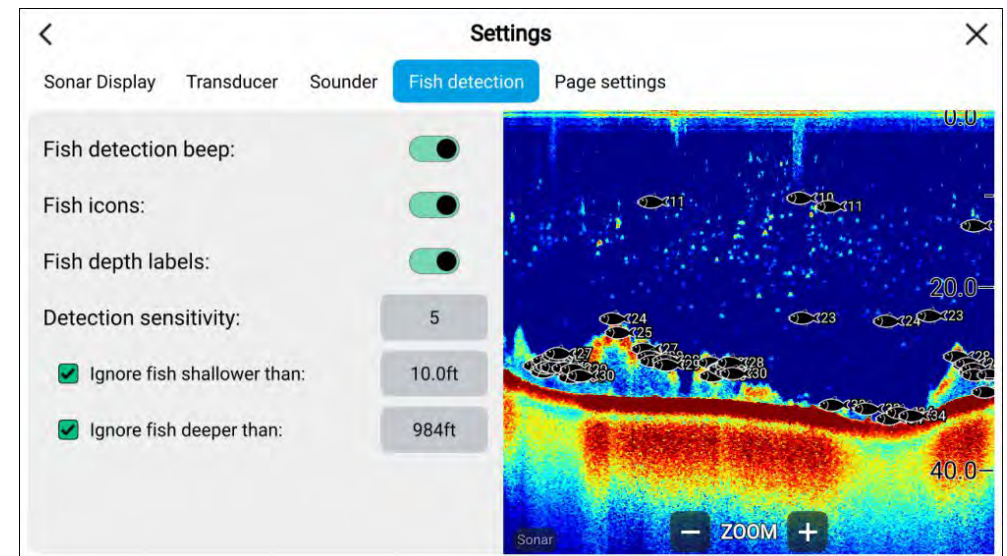 Settings
Sonar Display Transducer Sounder Fish detection Page settings
Fish detection beep:
Fish icons:
Fish depth labels:
Detection sensitivity: 5
Ignore fish shallower than: 10.0ft
Ignore fish deeper than: 984ft
0.0
11
10
11
20.0
24
23
24
23
25
27
27
28
28
29
30
30
34
40.0
Sonar
ZOOM